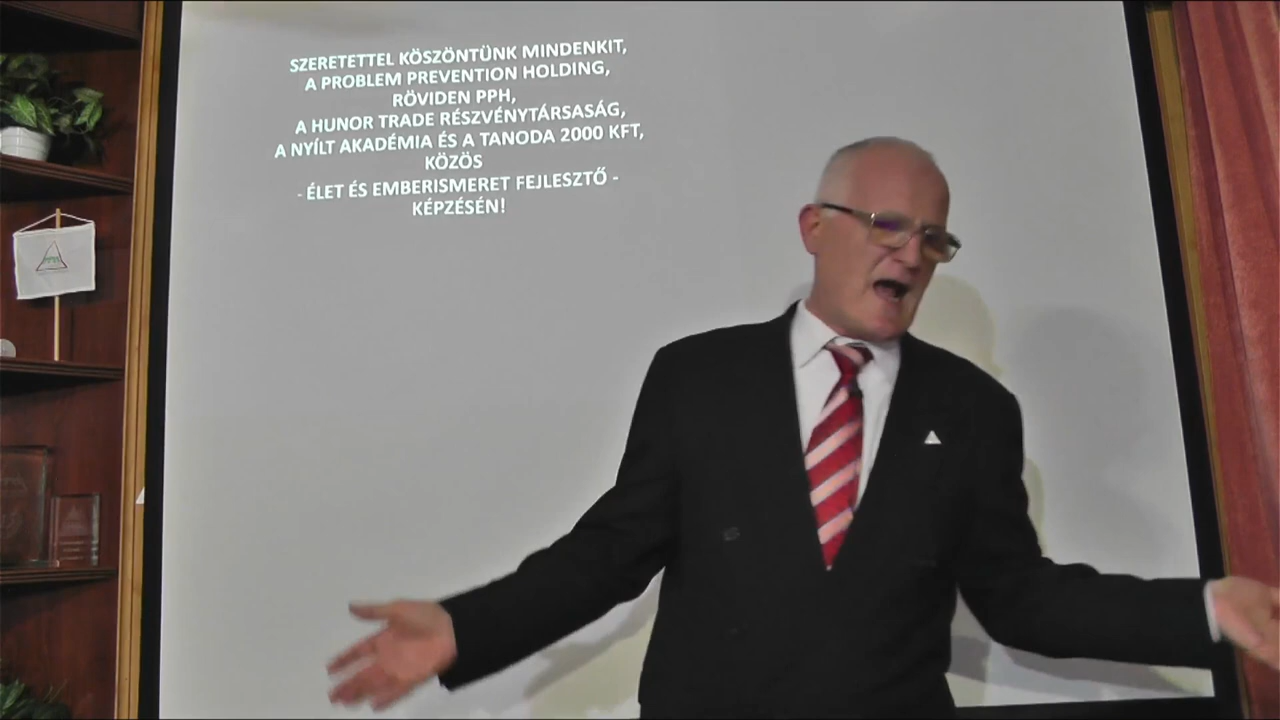 SZERETETTEL KÖSZÖNTÜNK MINDENKIT,
A PROBLEM PREVENTION HOLDING,
RÖVIDEN PPH,
A HUNOR TRADE RÉSZVÉNYTÁRSASÁG,
A NYÍLT AKADÉMIA ÉS A TANODA 2000 KFT,
KÖZÖS
- ÉLET ÉS EMBERISMERET FEJLESZTŐ -
KÉPZÉSÉN!